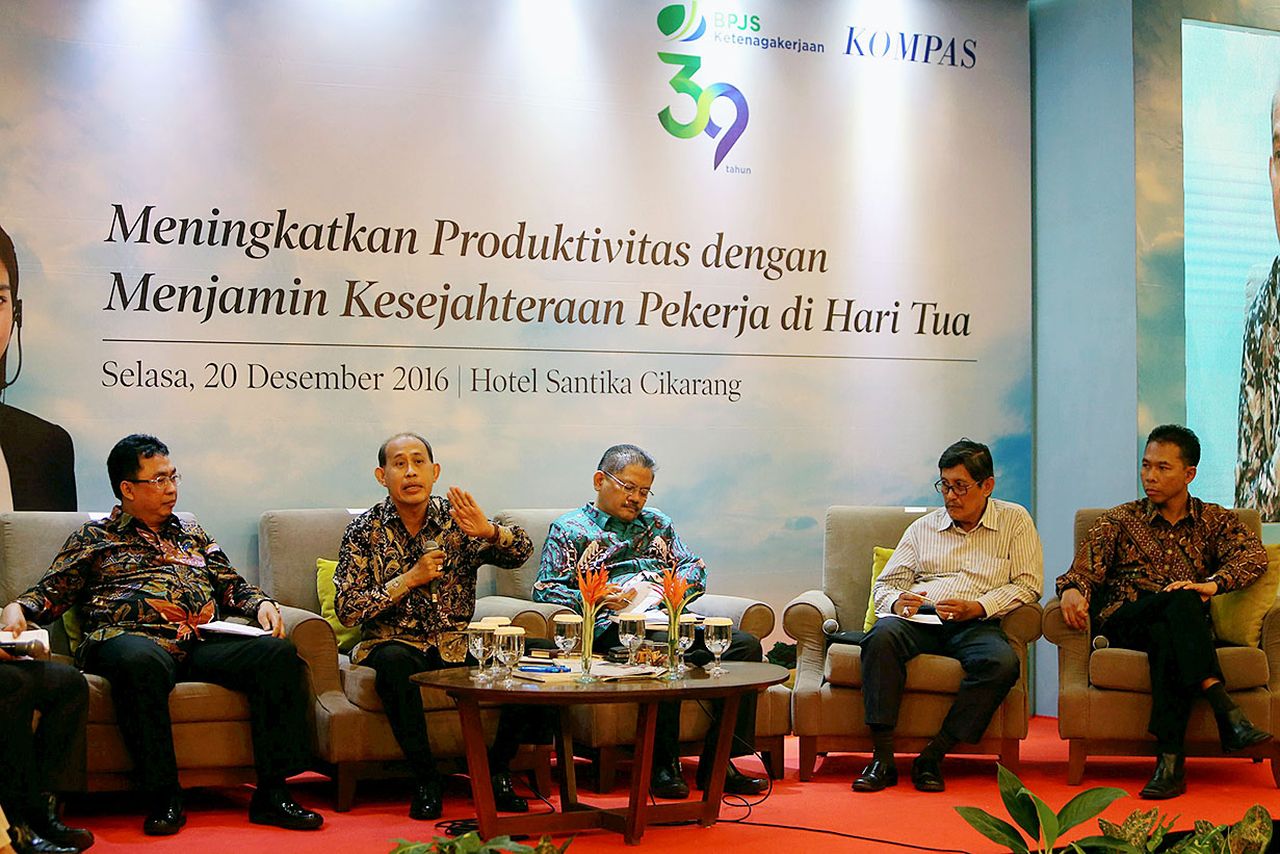 BPJS
Ketenagakerjaan
KOMPAS
39
tahun
Meningkatkan Produktivitas dengan
Menjamin Kesejahteraan Pekerja di Hari Tua
Selasa, 20 Desember 2016 | Hotel Santika Cikarang